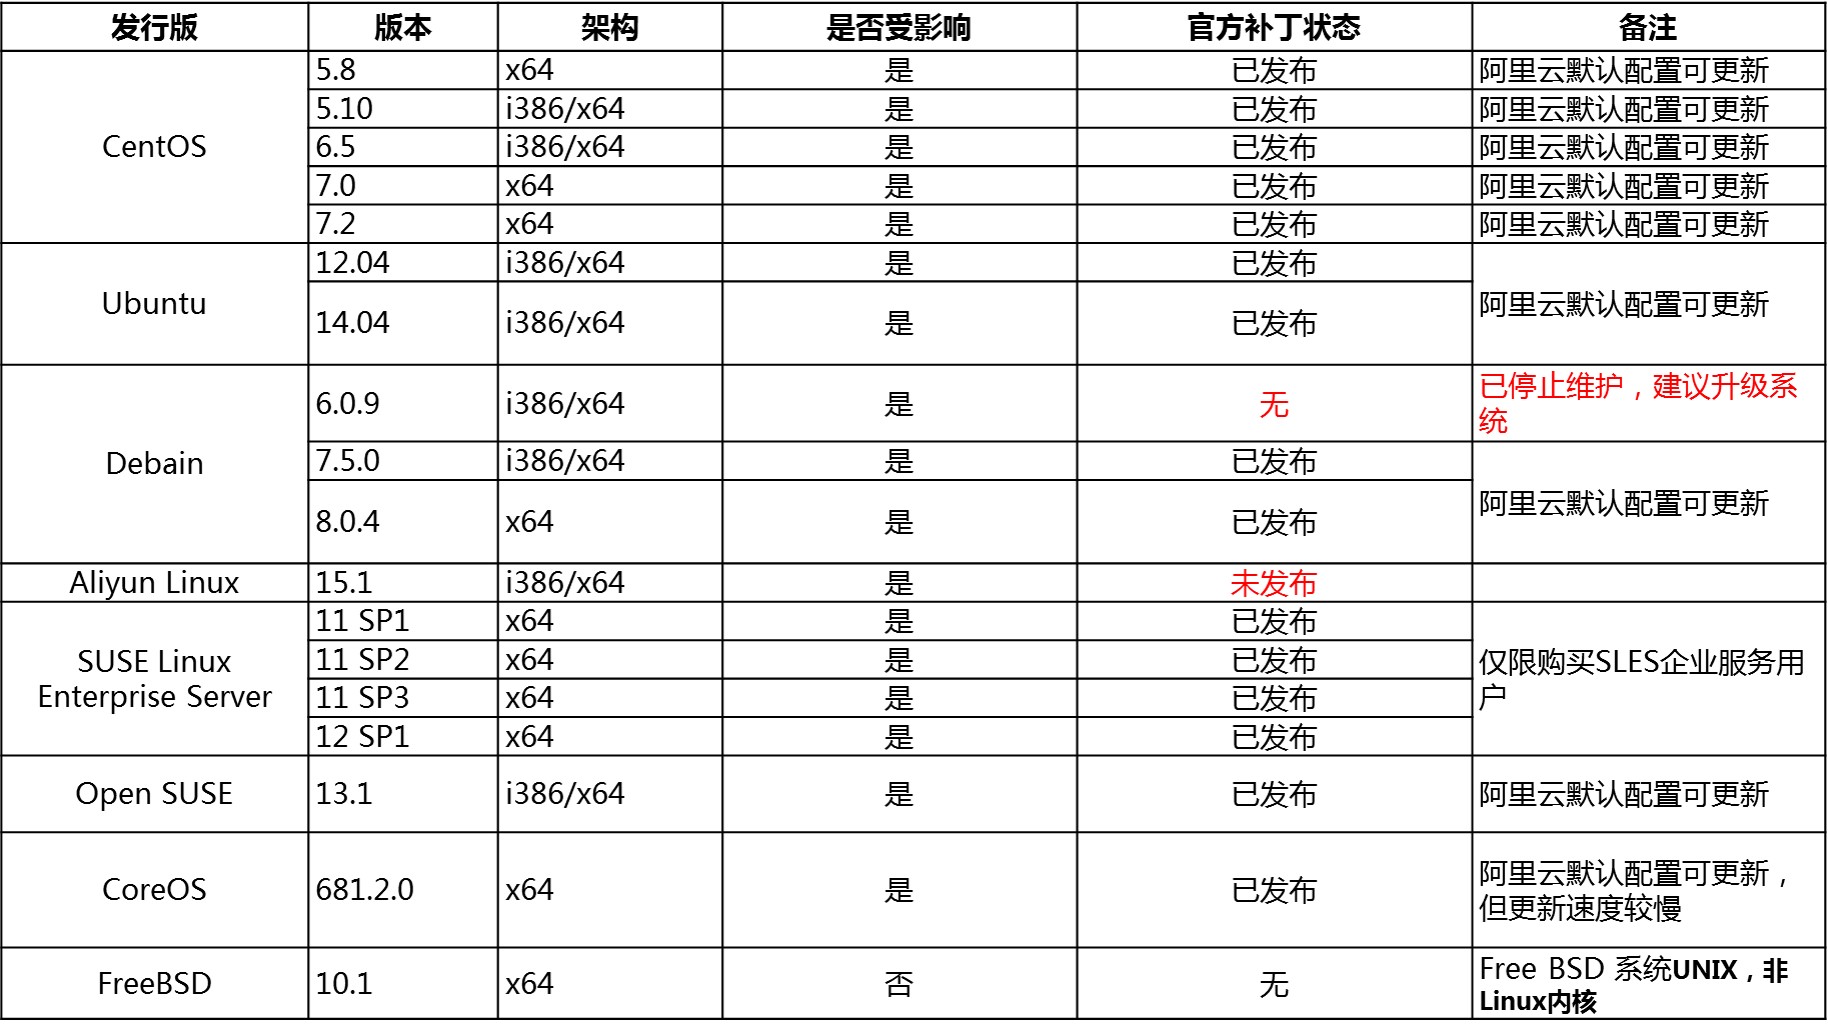 发行版 版本 架构 是否受影响 官方补丁状态 备注
CentOS
5.8 x64 是 已发布 阿里云默认配置可更新
5.10 i386/x64 是 已发布 阿里云默认配置可更新
6.5 i386/x64 是 已发布 阿里云默认配置可更新
7.0 x64 是 已发布 阿里云默认配置可更新
7.2 x64 是 已发布 阿里云默认配置可更新
Ubuntu
12.04 i386/x64 是 已发布
14.04 i386/x64 是 已发布
阿里云默认配置可更新
Debain
6.0.9 i386/x64 是 无 已停止维护，建议升级系
统
7.5.0 i386/x64 是 已发布
8.0.4 x64 是 已发布
阿里云默认配置可更新
Aliyun Linux 15.1 i386/x64 是 未发布
SUSE Linux
Enterprise Server
11 SP1 x64 是 已发布
11 SP2 x64 是 已发布
11 SP3 x64 是 已发布
12 SP1 x64 是 已发布
仅限购买SLES企业服务用
户
Open SUSE 13.1 i386/x64 是 已发布 阿里云默认配置可更新
CoreOS 681.2.0 x64 是 已发布 阿里云默认配置可更新，
但更新速度较慢
FreeBSD 10.1 x64 否 无 Free BSD 系统UNIX，非
Linux内核